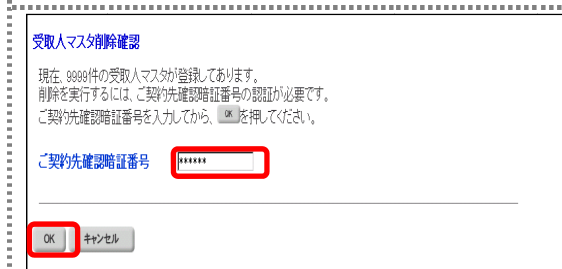 受取人マスタ削除確認
現在、9999件の受取人マスタが登録してあります。
削除を実行するには、ご契約先確認暗証番号の認証が必要です。
ご契約先確認暗証番号を入力してから、 OK を押してください。
ご契約先確認暗証番号 ******
OK キャンセル